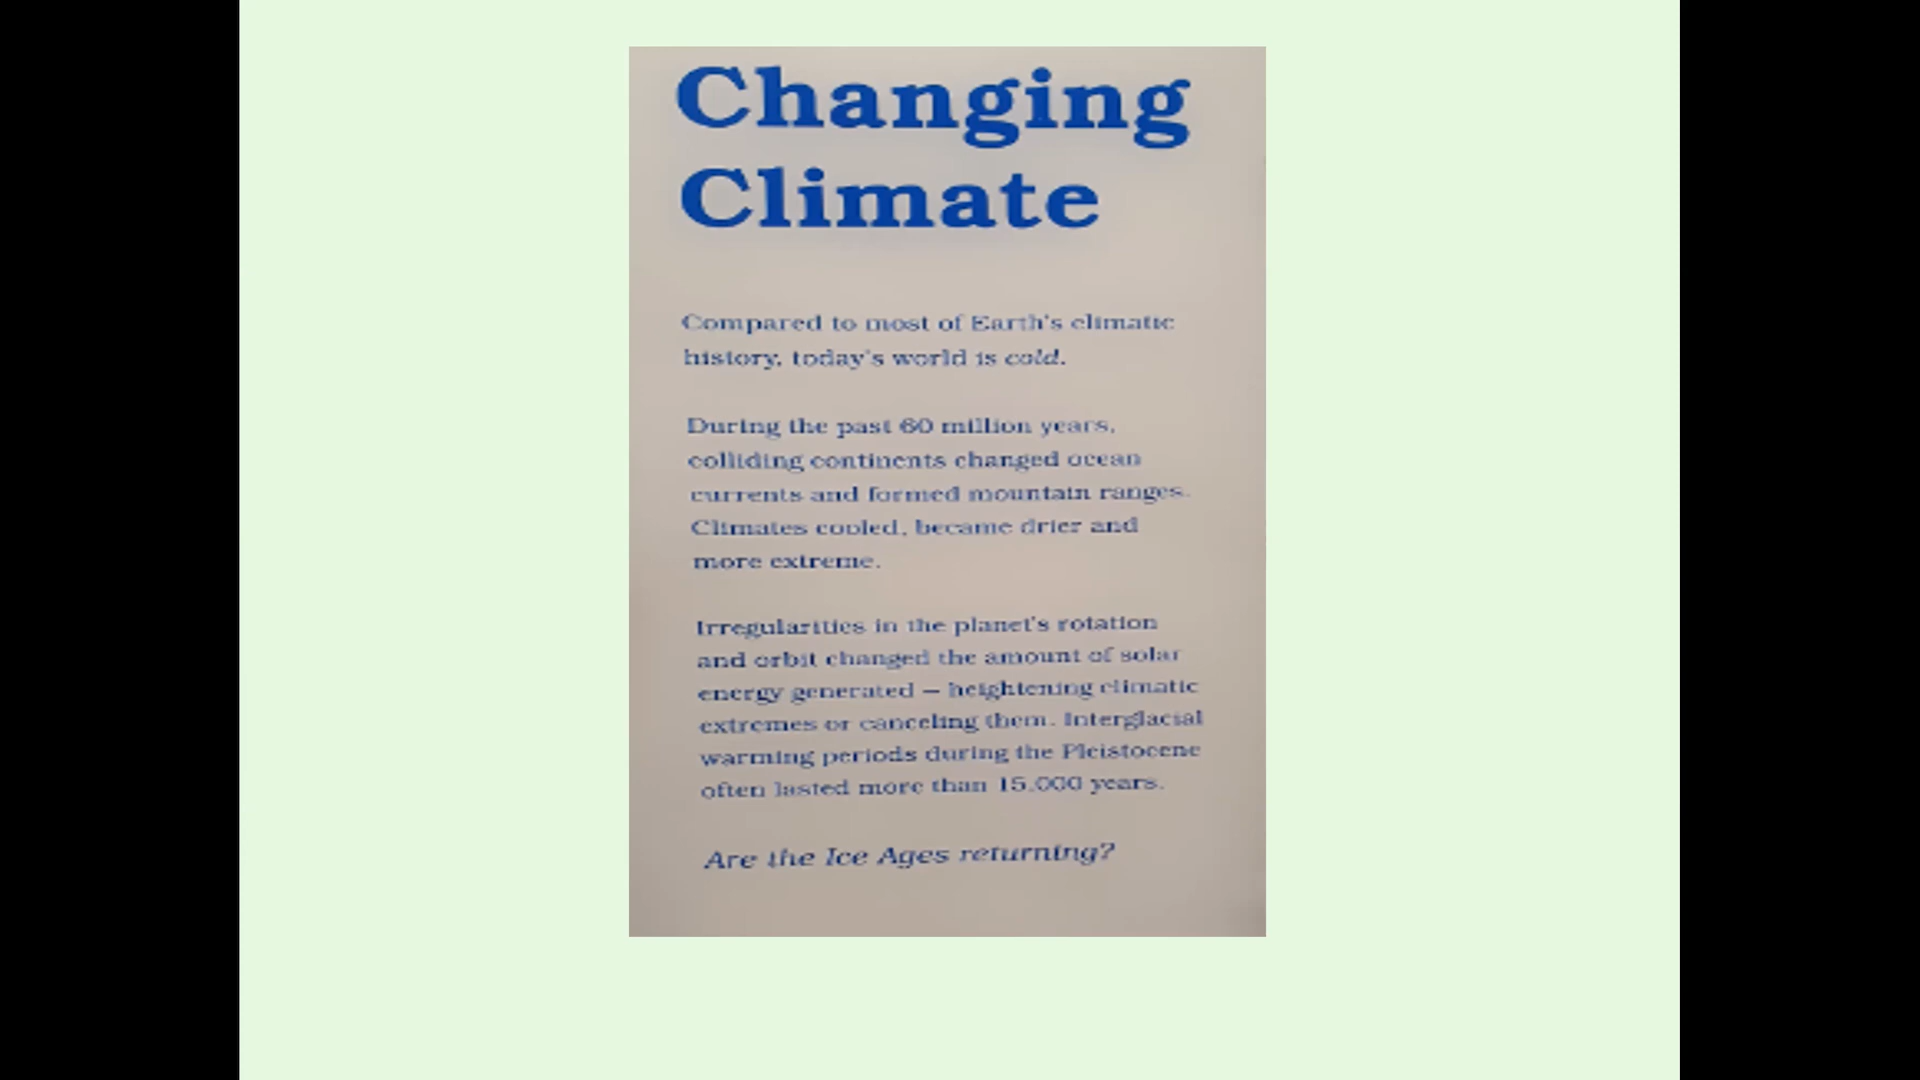 Changing
Climate
Compared to most of Earth's climatic
history, today's world is cold.
During the past 60 million years,
colliding continents changed ocean
currents and formed mountain ranges.
Climates cooled, became drier and
more extreme.
Irregularities in the planet's rotation
and orbit changed the amount of solar
energy generated – heightening climatic
extremes or canceling them. Interglacial
warming periods during the Pleistocene
often lasted more than 15,000 years.
Are the Ice Ages returning?